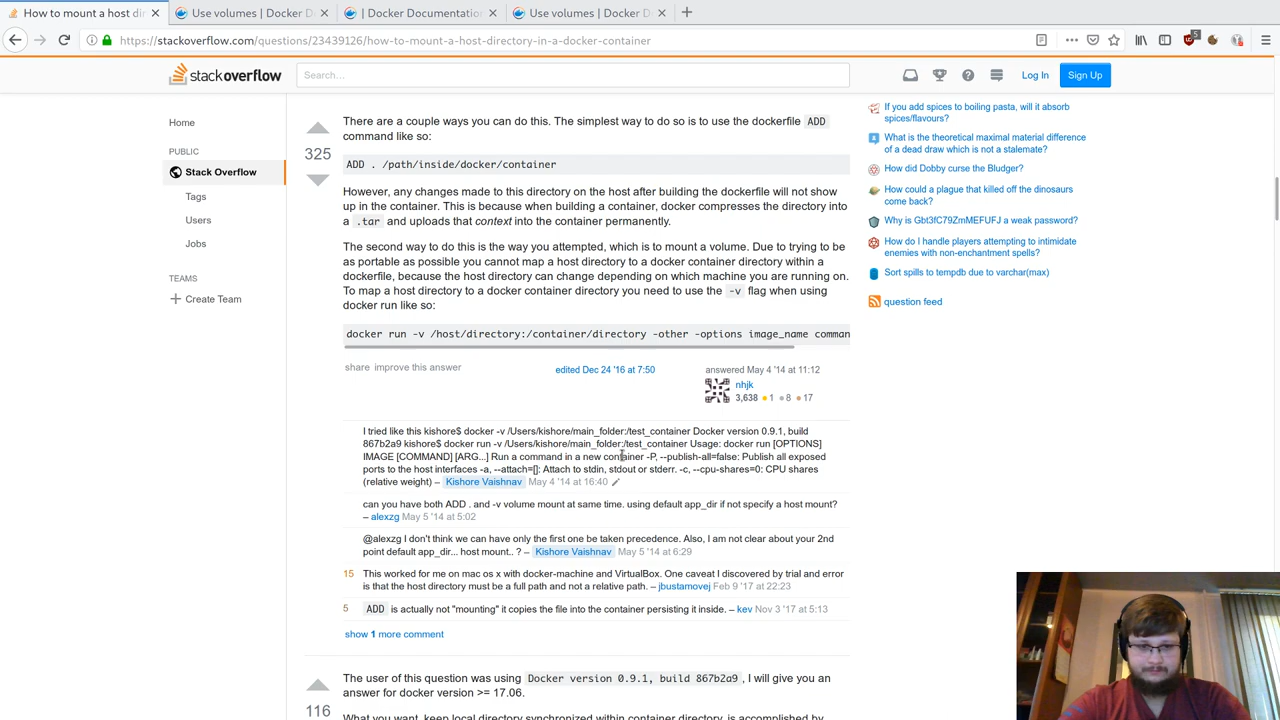 How to mount a host dir
Use volumes | Docker D
| Docker Documentation
Use volumes | Docker D
https://stackoverflow.com/questions/23439126/how-to-mount-a-host-directory-in-a-docker-container
5
stackoverflow
Search...
Log In
Sign Up
Home
PUBLIC
Stack Overflow
Tags
Users
Jobs
TEAMS
Create Team
There are a couple ways you can do this. The simplest way to do so is to use the dockerfile ADD
command like so:
325
ADD . /path/inside/docker/container
However, any changes made to this directory on the host after building the dockerfile will not show
up in the container. This is because when building a container, docker compresses the directory into
a .tar and uploads that context into the container permanently.
The second way to do this is the way you attempted, which is to mount a volume. Due to trying to
be as portable as possible you cannot map a host directory to a docker container directory within a
dockerfile, because the host directory can change depending on which machine you are running on.
To map a host directory to a docker container directory you need to use the -v flag when using
docker run like so:
docker run -v /host/directory:/container/directory -other -options image_name comman
share improve this answer
edited Dec 24 '16 at 7:50
answered May 4 '14 at 11:12
nhjk
3,638 1 8 17
I tried like this kishore$ docker -v /Users/kishore/main_folder:/test_container Docker version 0.9.1, build
867b2a9 kishore$ docker run -v /Users/kishore/main_folder:/test_container Usage: docker run [OPTIONS]
IMAGE [COMMAND] [ARG...] Run a command in a new container -P, --publish-all=false: Publish all exposed
ports to the host interfaces -a, --attach=[]: Attach to stdin, stdout or stderr. -c, --cpu-shares=0: CPU shares
(relative weight) – Kishore Vaishnav May 4 '14 at 16:40
can you have both ADD . and -v volume mount at same time. using default app_dir if not specify a host mount?
– alexzg May 5 '14 at 5:02
@alexzg I don't think we can have only the first one be taken precedence. Also, I am not clear about your 2nd
point default app_dir... host mount.. ? – Kishore Vaishnav May 5 '14 at 6:29
15 This worked for me on mac os x with docker-machine and VirtualBox. One caveat I discovered by trial and error
is that the host directory must be a full path and not a relative path. – jbustamovej Feb 9 '17 at 22:23
5 ADD is actually not "mounting" it copies the file into the container persisting it inside. – kev Nov 3 '17 at 5:13
show 1 more comment
The user of this question was using Docker version 0.9.1, build 867b2a9 , I will give you an
answer for docker version >= 17.06.
116
What you want, keep local directory synchronized within container directory, is accomplished by
If you add spices to boiling pasta, will it absorb
spices/flavours?
What is the theoretical maximal material difference
of a dead draw which is not a stalemate?
How did Dobby curse the Bludger?
How could a plague that killed off the dinosaurs
come back?
Why is Gbt3fC79ZmMEFUFJ a weak password?
How do I handle players attempting to intimidate
enemies with non-enchantment spells?
Sort spills to tempdb due to varchar(max)
question feed